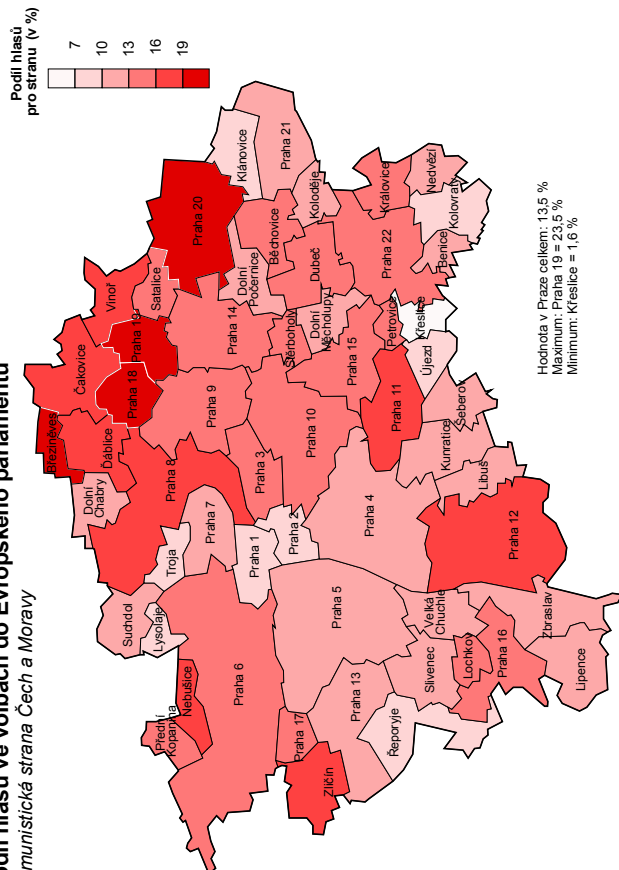 odíl hlasů ve volbách do Evropského parlamentu
munistická strana Čech a Moravy
Podíl hlasů
pro stranu (v %)
7
10
13
16
19
Březiněves
Čakovice
Vinoř
Praha 18
Praha 19
Satalice
Praha 20
Klánovice
Praha 21
Koloděje
Běchovice
Dolní
Počernice
Dubeč
Královice
Nedvězí
Kolovraty
Benice
Praha 22
Praha 14
Štěrboholy
Dolní
Měcholupy
Praha 15
Petrovice
Křeslice
Újezd
Šeberov
Kunratice
Libuš
Praha 11
Praha 10
Praha 9
Praha 3
Ďáblice
Dolní
Chabry
Praha 8
Troja
Praha 7
Praha 1
Praha 2
Praha 4
Praha 12
Suchdol
Lysolaje
Praha 6
Nebušice
Přední
Kopanina
Praha 5
Velká
Chuchle
Slivenec
Lochkov
Praha 16
Zbraslav
Lipence
Praha 13
Řeporyje
Praha 17
Zličín
Hodnota v Praze celkem: 13,5 %
Maximum: Praha 19 = 23,5 %
Minimum: Křeslice = 1,6 %